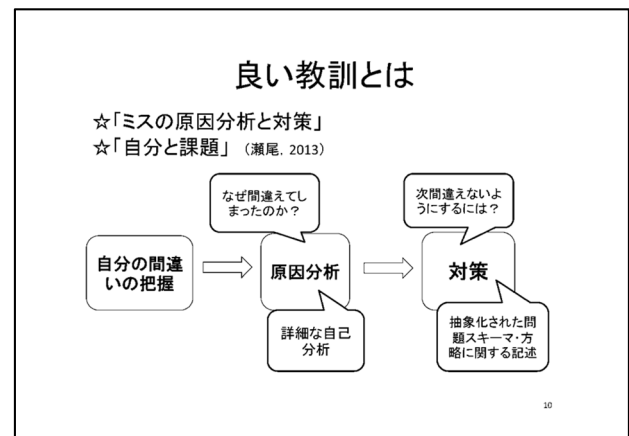 良い教訓とは
☆「ミスの原因分析と対策」
☆「自分と課題」 (瀬尾, 2013)
なぜ間違えてし
まったのか？
次間違えないよ
うにするには？
自分の間違
いの把握
原因分析
対策
詳細な自己
分析
抽象化された問
題スキーマ・方
略に関する記述
10